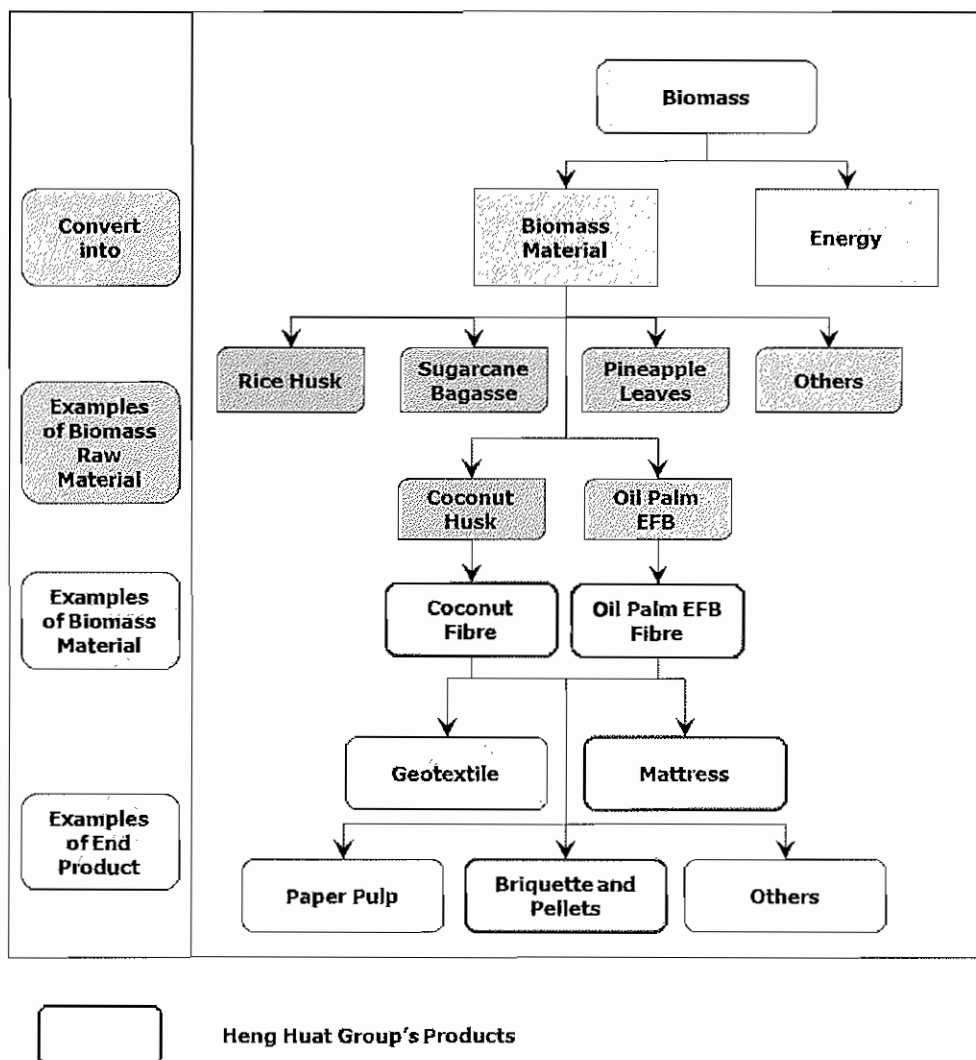 Biomass
Convert
into
Biomass
Material
Energy
Rice Husk
Sugarcane
Bagasse
Pineapple
Leaves
Others
Examples
of Biomass
Raw
Material
Coconut
Husk
Oil Palm
EFB
Examples
of Biomass
Material
Coconut
Fibre
Oil Palm EFB
Fibre
Geotextile
Mattress
Examples
of End
Product
Paper Pulp
Briquette and
Pellets
Others
Heng Huat Group's Products